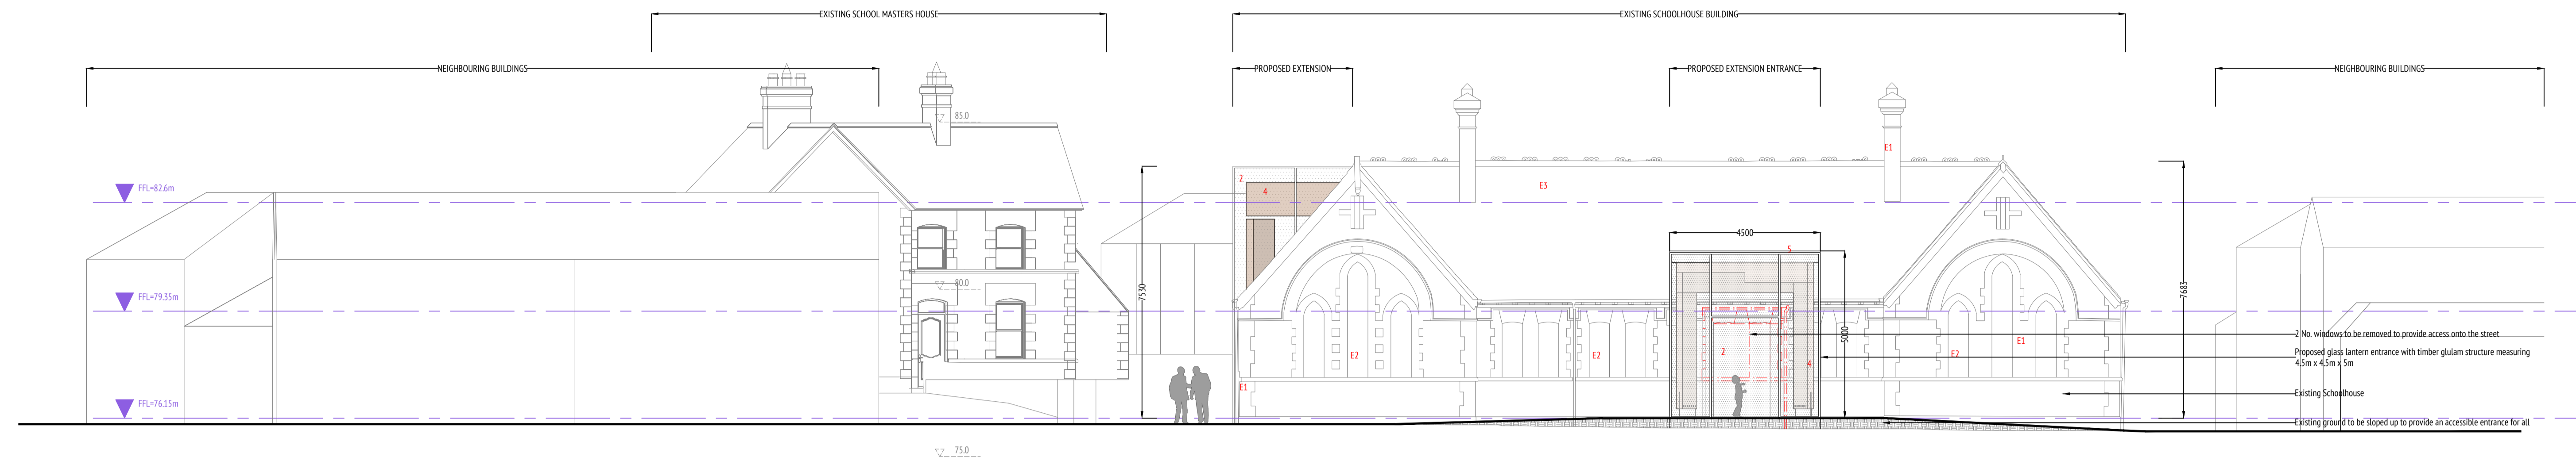 EXISTING SCHOOL MASTERS HOUSE
EXISTING SCHOOLHOUSE BUILDING
NEIGHBOURING BUILDINGS
PROPOSED EXTENSION
PROPOSED EXTENSION ENTRANCE
NEIGHBOURING BUILDINGS
85.0
E1
2
4
E3
FFL=82.6m
4500
5
80.0
7530
7683
FFL=79.35m
5000
2 No. windows to be removed to provide access onto the street
E1
E2
E2
2
E2
Proposed glass lantern entrance with timber glulam structure measuring
4.5m x 4.5m x 5m
4
E1
Existing Schoolhouse
FFL=76.15m
Existing ground to be sloped up to provide an accessible entrance for all
75.0